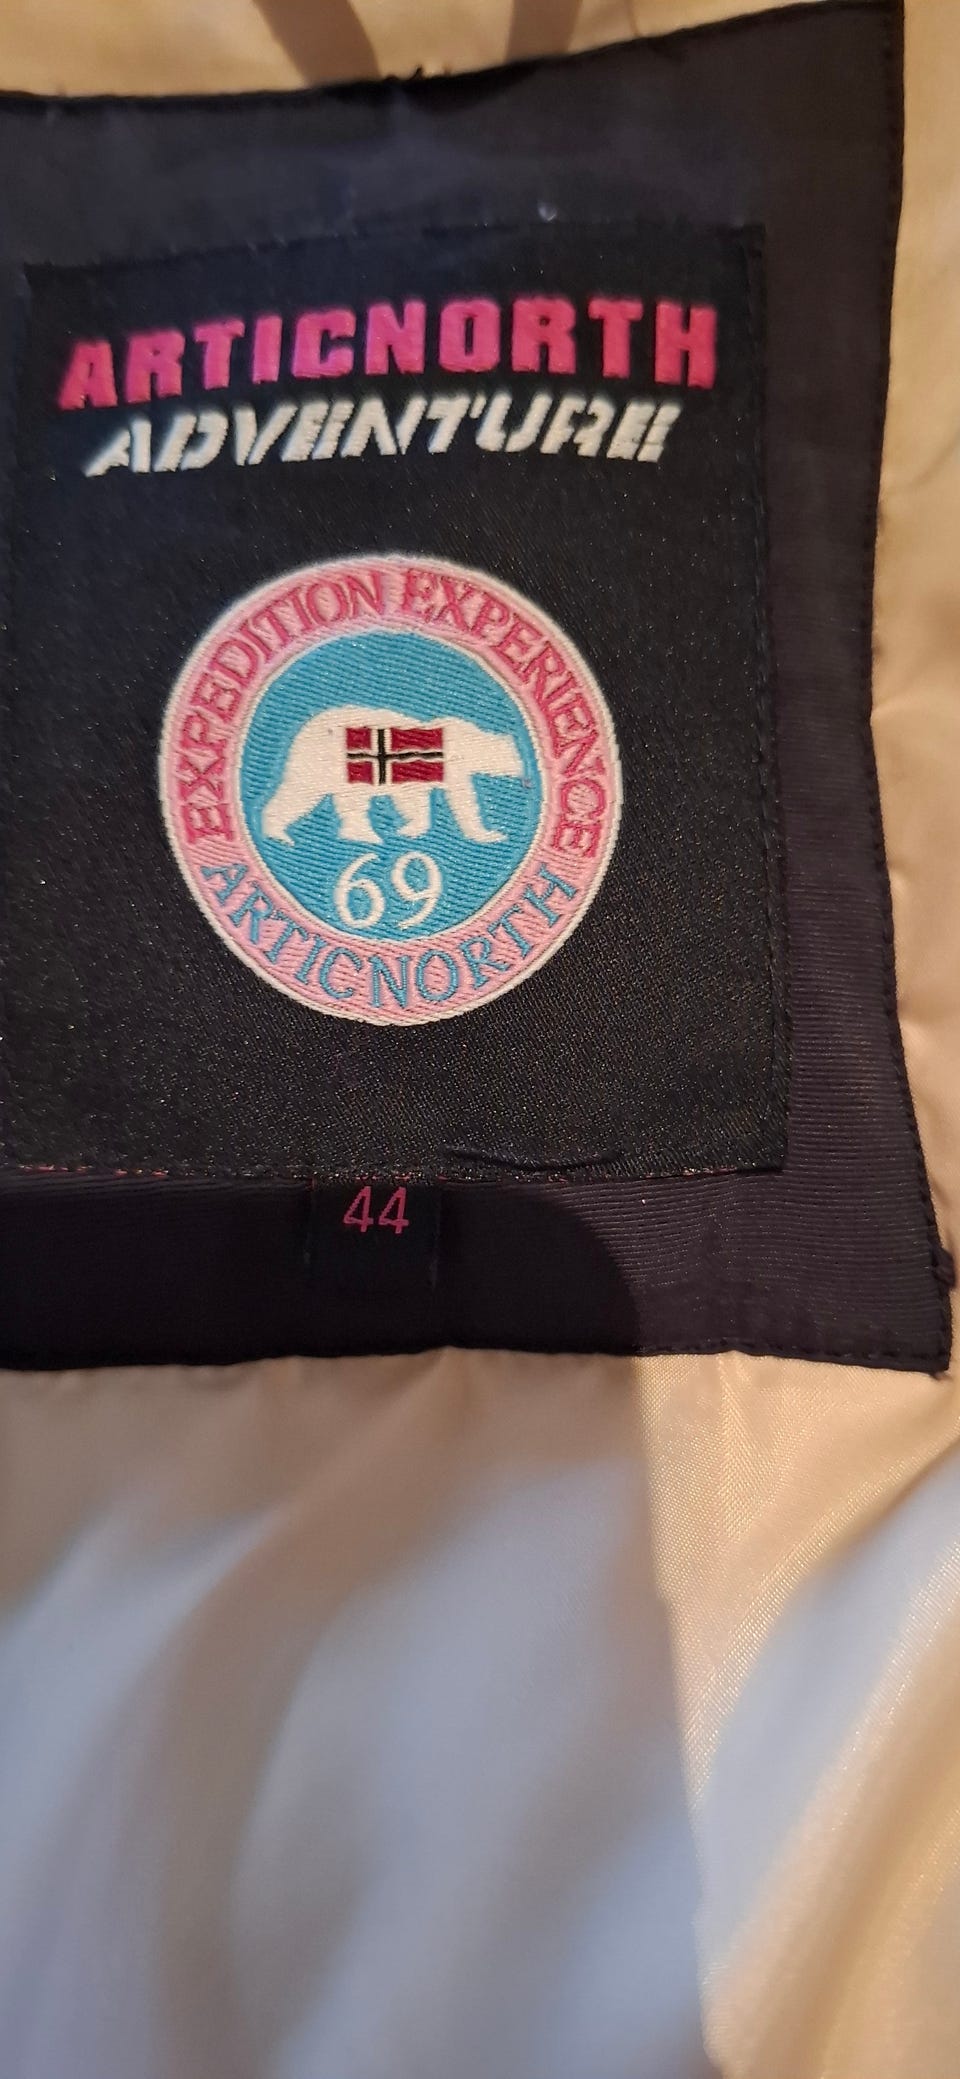 ARTICNORTH
ADVENTURE
EXPEDITION EXPERIENCE
69
ARTICNORTH
44